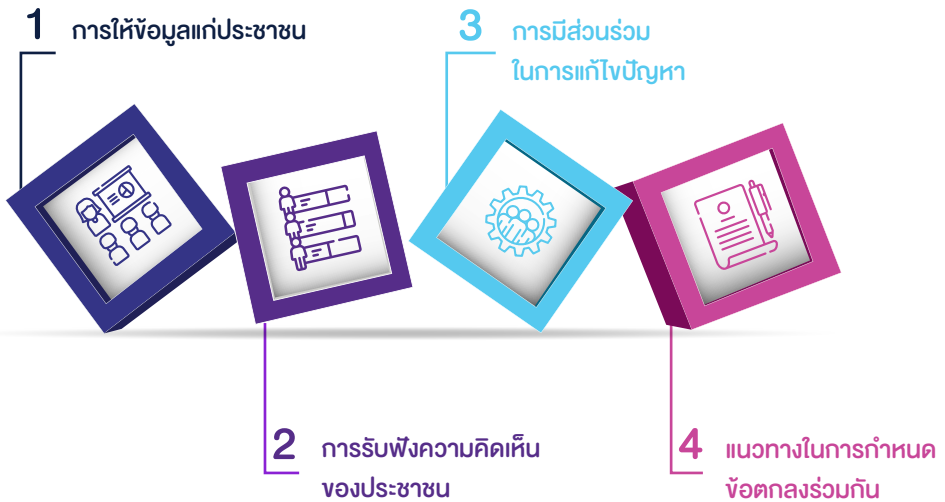 1 การให้ข้อมูลแก่ประชาชน
2 การรับฟังความคิดเห็น
ของประชาชน
3 การมีส่วนร่วม
ในการแก้ไขปัญหา
4 แนวทางในการกำหนด
ข้อตกลงร่วมกัน